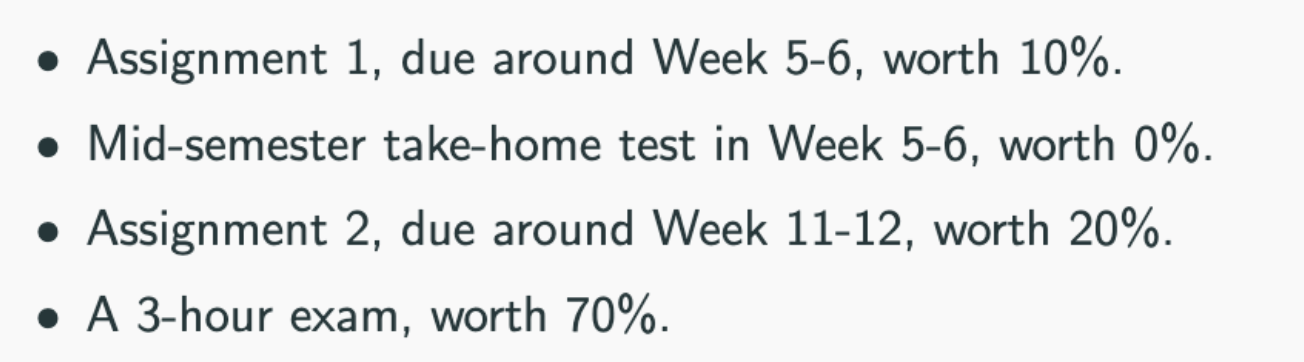 • Assignment 1, due around Week 5-6, worth 10%.
• Mid-semester take-home test in Week 5-6, worth 0%.
• Assignment 2, due around Week 11-12, worth 20%.
• A 3-hour exam, worth 70%.